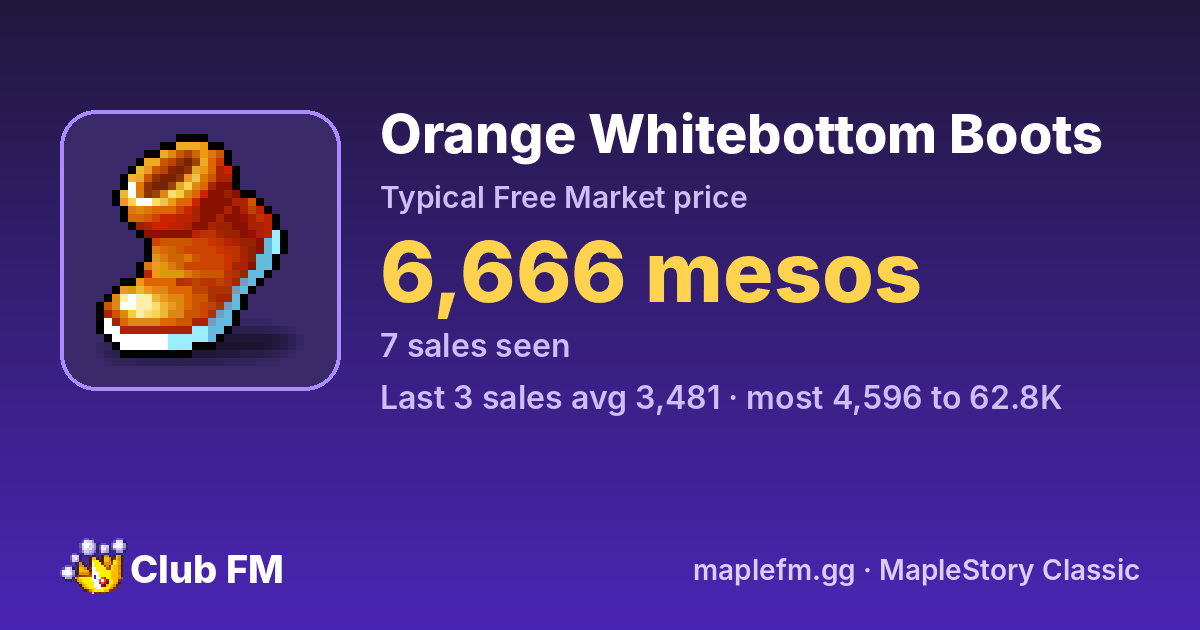 Orange Whitebottom Boots
Typical Free Market price
6,666 mesos
7 sales seen
Last 3 sales avg 3,481 · most 4,596 to 62.8K
Club FM
maplefm.gg · MapleStory Classic